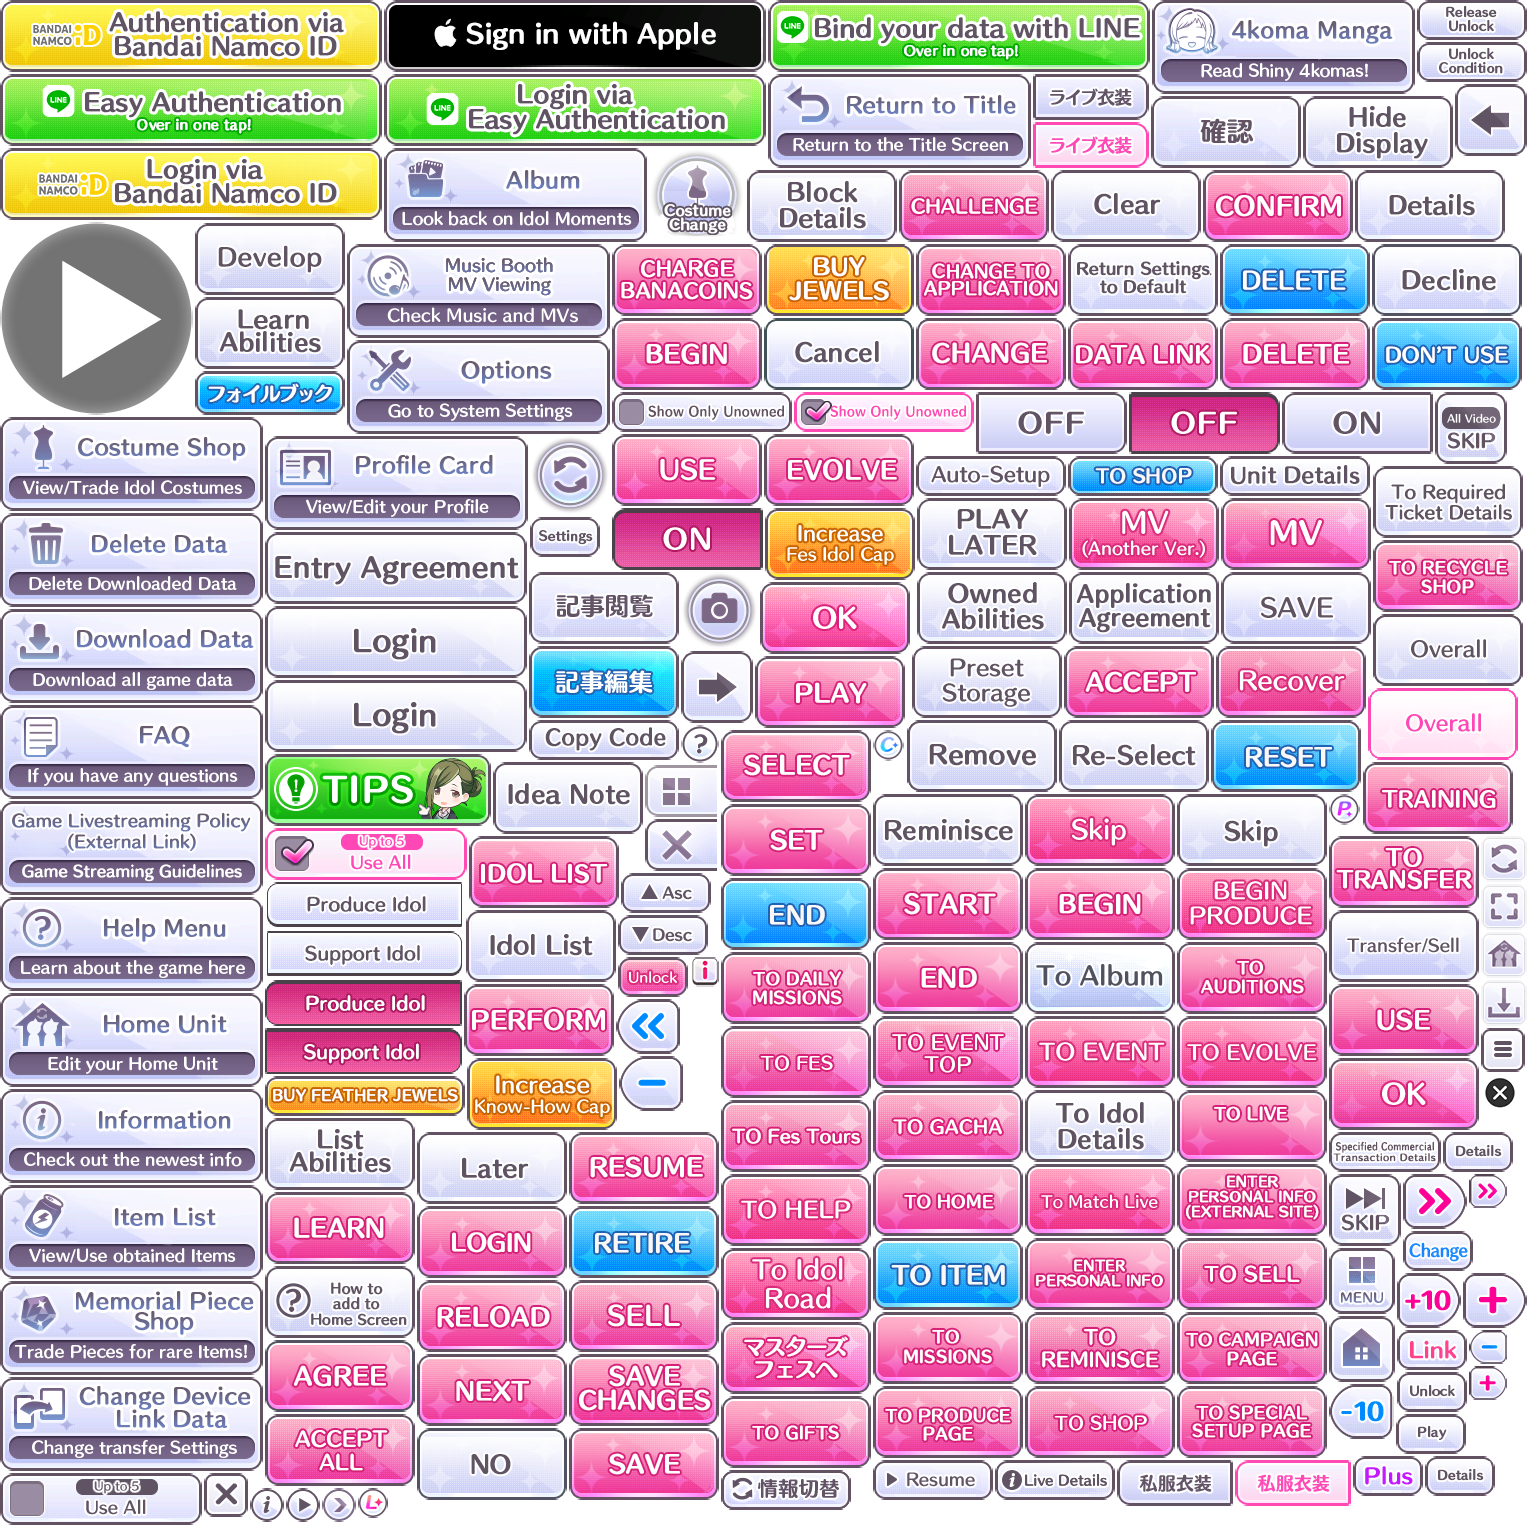 BANDAI NAMCO iD
Authentication via
Bandai Namco ID
Sign in with Apple
LINE
Bind your data with LINE
Over in one tap!
4koma Manga
Read Shiny 4komas!
Release
Unlock
Unlock
Condition
LINE
Easy Authentication
Over in one tap!
LINE
Login via
Easy Authentication
Return to Title
Return to the Title Screen
ライブ衣装
ライブ衣装
確認
Hide
Display
BANDAI NAMCO iD
Login via
Bandai Namco ID
Album
Look back on Idol Moments
Costume
Change
Block
Details
CHALLENGE
Clear
CONFIRM
Details
Develop
Learn
Abilities
フォイルブック
Music Booth
MV Viewing
Check Music and MVs
Options
Go to System Settings
CHARGE
BANACOINS
BUY
JEWELS
CHANGE TO
APPLICATION
Return Settings
to Default
DELETE
Decline
BEGIN
Cancel
CHANGE
DATA LINK
DELETE
DON'T USE
Show Only Unowned
Show Only Unowned
OFF
OFF
ON
All Video
SKIP
Costume Shop
View/Trade Idol Costumes
Profile Card
View/Edit your Profile
Settings
USE
EVOLVE
Auto-Setup
TO SHOP
Unit Details
To Required
Ticket Details
ON
Increase
Fes Idol Cap
PLAY
LATER
MV
(Another Ver.)
MV
TO RECYCLE
SHOP
Delete Data
Delete Downloaded Data
Entry Agreement
記事閲覧
OK
Owned
Abilities
Application
Agreement
SAVE
Overall
Download Data
Download all game data
Login
記事編集
PLAY
Preset
Storage
ACCEPT
Recover
Overall
FAQ
If you have any questions
Login
Copy Code
?
SELECT
C
Remove
Re-Select
RESET
TRAINING
TIPS
Idea Note
Game Livestreaming Policy
(External Link)
Game Streaming Guidelines
Up to 5
Use All
IDOL LIST
SET
Reminisce
Skip
Skip
P
TO
TRANSFER
Produce Idol
Support Idol
Produce Idol
Support Idol
Asc
Desc
Unlock
i
Idol List
END
START
BEGIN
BEGIN
PRODUCE
Transfer/Sell
Help Menu
Learn about the game here
PERFORM
TO DAILY
MISSIONS
END
To Album
TO
AUDITIONS
USE
Home Unit
Edit your Home Unit
BUY FEATHER JEWELS
Increase
Know-How Cap
TO FES
TO EVENT
TOP
TO EVENT
TO EVOLVE
OK
Information
Check out the newest info
List
Abilities
Later
RESUME
TO Fes Tours
TO GACHA
To Idol
Details
TO LIVE
Specified Commercial
Transaction Details
Details
Item List
View/Use obtained Items
LEARN
LOGIN
RETIRE
TO HELP
TO HOME
To Match Live
ENTER
PERSONAL INFO
(EXTERNAL SITE)
SKIP
Change
Memorial Piece
Shop
Trade Pieces for rare Items!
?
How to
add to
Home Screen
RELOAD
SELL
To Idol
Road
TO ITEM
ENTER
PERSONAL INFO
TO SELL
MENU
+10
+
AGREE
NEXT
SAVE
CHANGES
マスターズ
フェスへ
TO
MISSIONS
TO
REMINISCE
TO CAMPAIGN
PAGE
Link
Change Device
Link Data
Change transfer Settings
ACCEPT
ALL
NO
SAVE
TO GIFTS
TO PRODUCE
PAGE
TO SHOP
TO SPECIAL
SETUP PAGE
-10
Unlock
Play
Up to 5
Use All
i
L
情報切替
Resume
Live Details
私服衣装
私服衣装
Plus
Details